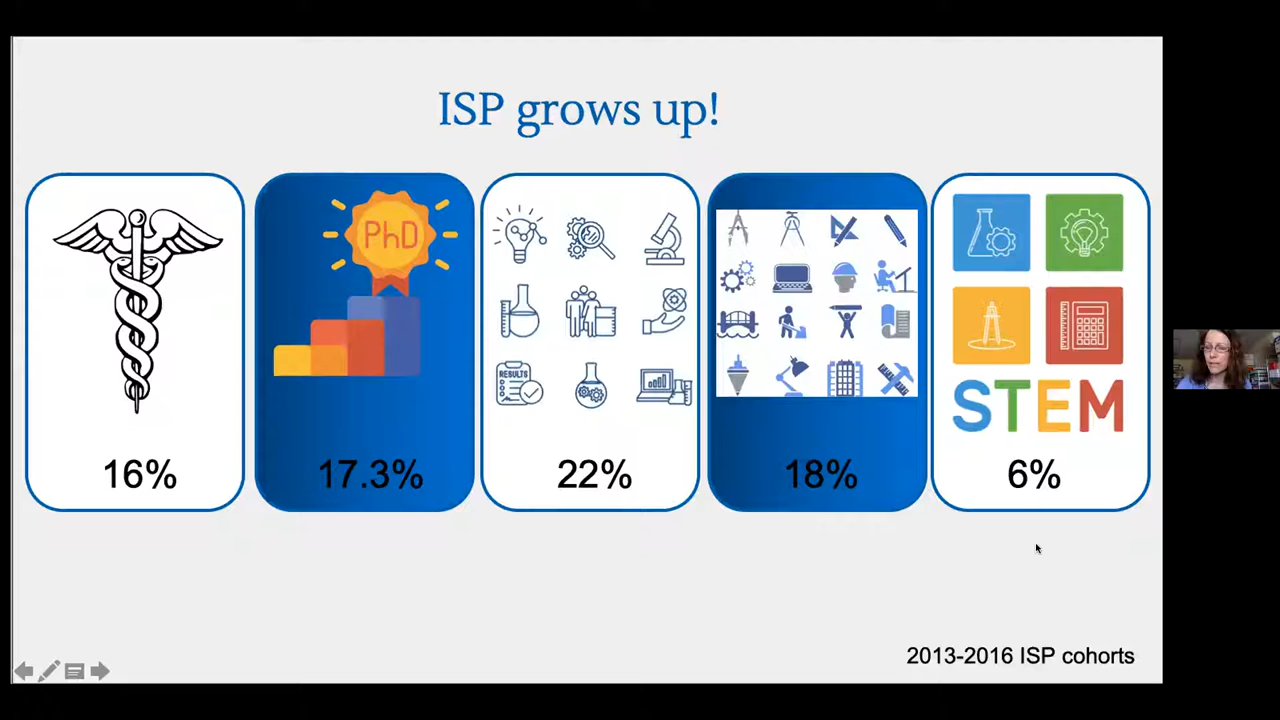 ISP grows up!
PhD
RESULTS
STEM
16%
17.3%
22%
18%
6%
2013-2016 ISP cohorts